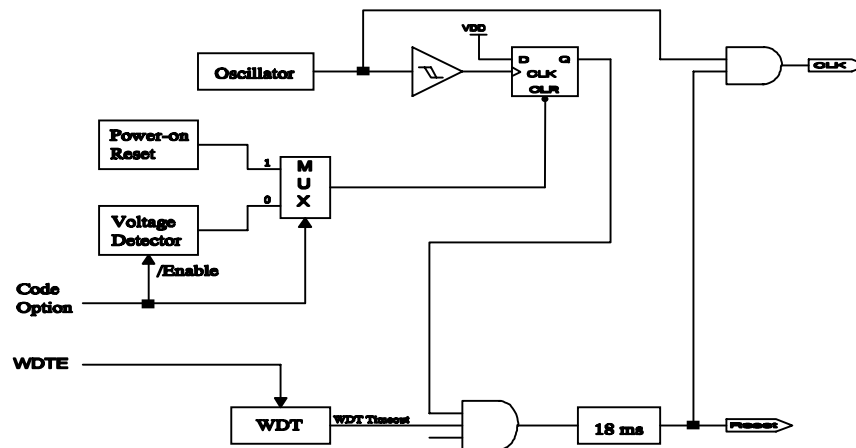 VDD
D Q
Oscillator
CLK
CLR
CLK
Power-on
Reset
1
0
M
U
X
Voltage
Detector
/Enable
Code
Option
WDTE
WDT
WDT Timeout
18 ms
Reset